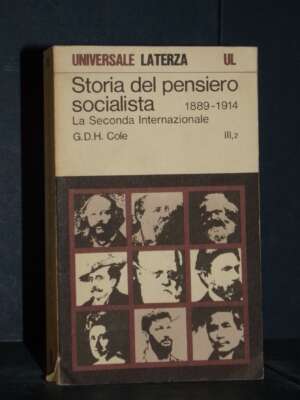 UNIVERSALE LATERZA UL
Storia del pensiero
socialista 1889-1914
La Seconda Internazionale
G.D.H. Cole III,2